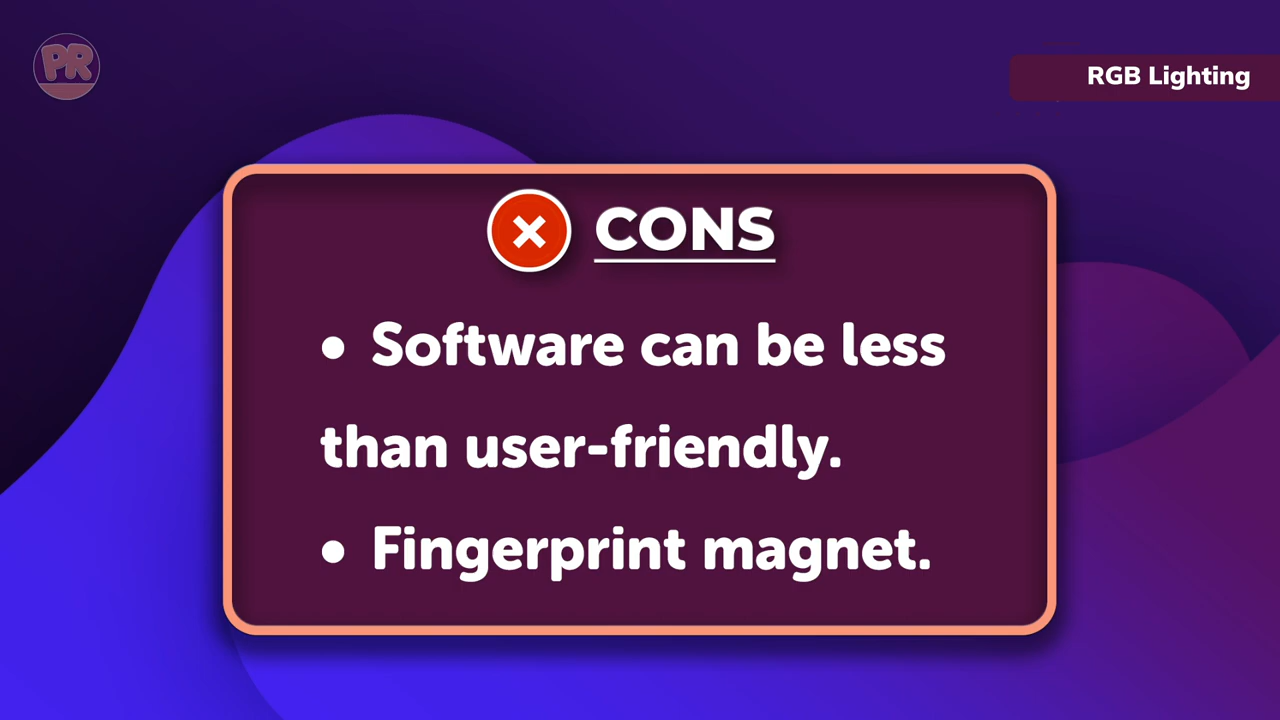 PR
RGB Lighting
CONS
• Software can be less
than user-friendly.
• Fingerprint magnet.